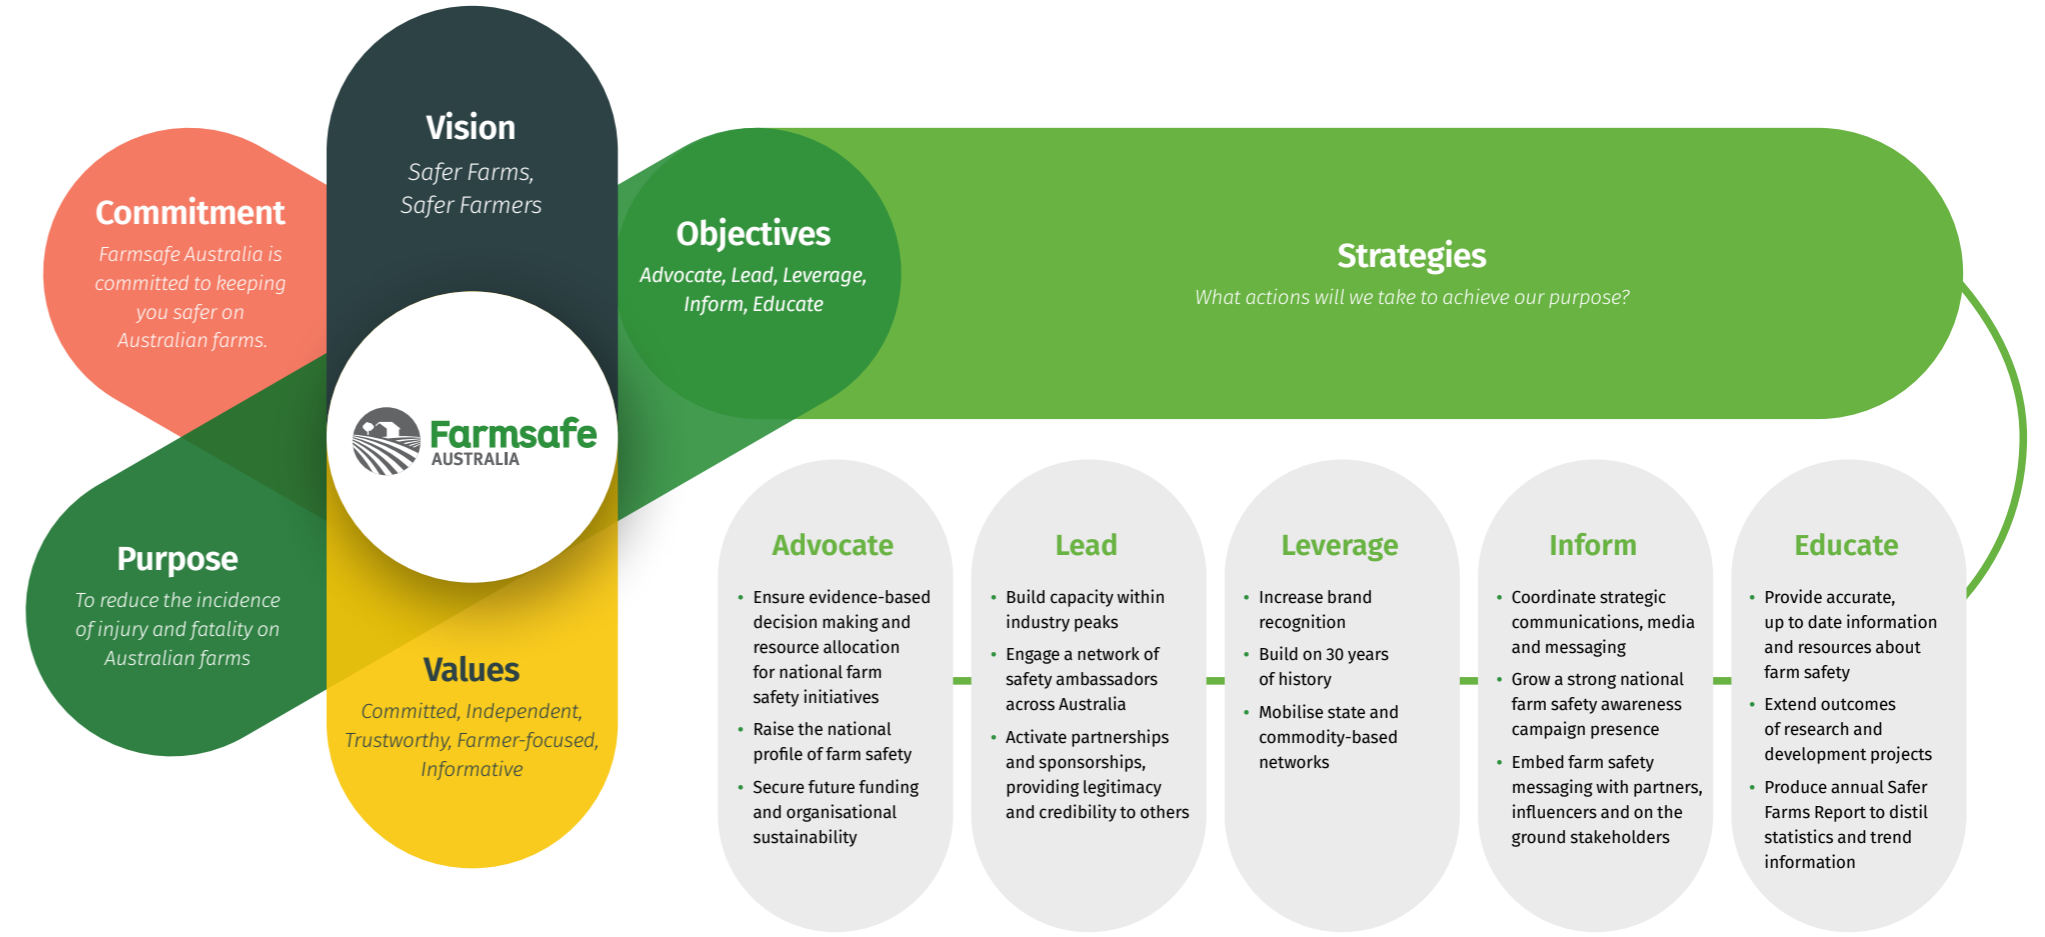 Vision
Safer Farms,
Safer Farmers
Commitment
Farmsafe Australia is
committed to keeping
you safer on
Australian farms.
Objectives
Advocate, Lead, Leverage,
Inform, Educate
Strategies
What actions will we take to achieve our purpose?
Farmsafe
AUSTRALIA
Purpose
To reduce the incidence
of injury and fatality on
Australian farms
Values
Committed, Independent,
Trustworthy, Farmer-focused,
Informative
Advocate
• Ensure evidence-based
decision making and
resource allocation
for national farm
safety initiatives
• Raise the national
profile of farm safety
• Secure future funding
and organisational
sustainability
Lead
• Build capacity within
industry peaks
• Engage a network of
safety ambassadors
across Australia
• Activate partnerships
and sponsorships,
providing legitimacy
and credibility to others
Leverage
• Increase brand
recognition
• Build on 30 years
of history
• Mobilise state and
commodity-based
networks
Inform
• Coordinate strategic
communications, media
and messaging
• Grow a strong national
farm safety awareness
campaign presence
• Embed farm safety
messaging with partners,
influencers and on the
ground stakeholders
Educate
• Provide accurate,
up to date information
and resources about
farm safety
• Extend outcomes
of research and
development projects
• Produce annual Safer
Farms Report to distil
statistics and trend
information